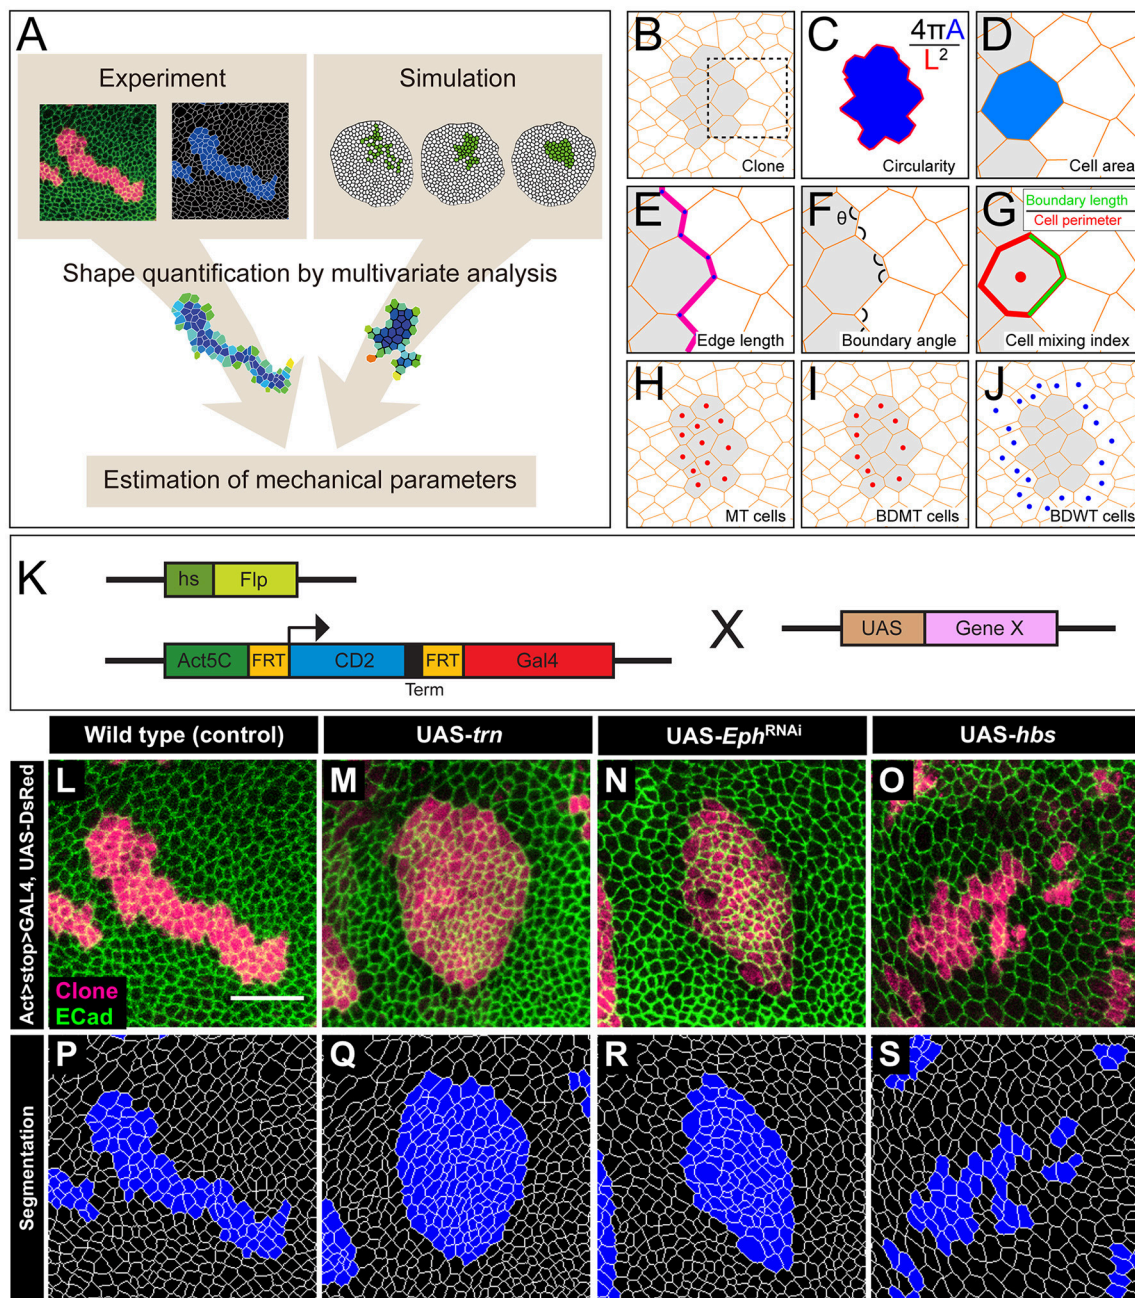 A
Experiment
Simulation
Shape quantification by multivariate analysis
Estimation of mechanical parameters
B
Clone
C
4πA
L²
Circularity
D
Cell area
E
Edge length
F
θ
Boundary angle
G
Boundary length
Cell perimeter
Cell mixing index
H
MT cells
I
BDMT cells
J
BDWT cells
K
hs
Flp
Act5C
FRT
CD2
FRT
Gal4
Term
X
UAS
Gene X
Wild type (control)
UAS-trn
UAS-Eph^RNAi
UAS-hbs
Act>stop>GAL4, UAS-DsRed
L
Clone
ECad
M
N
O
Segmentation
P
Q
R
S